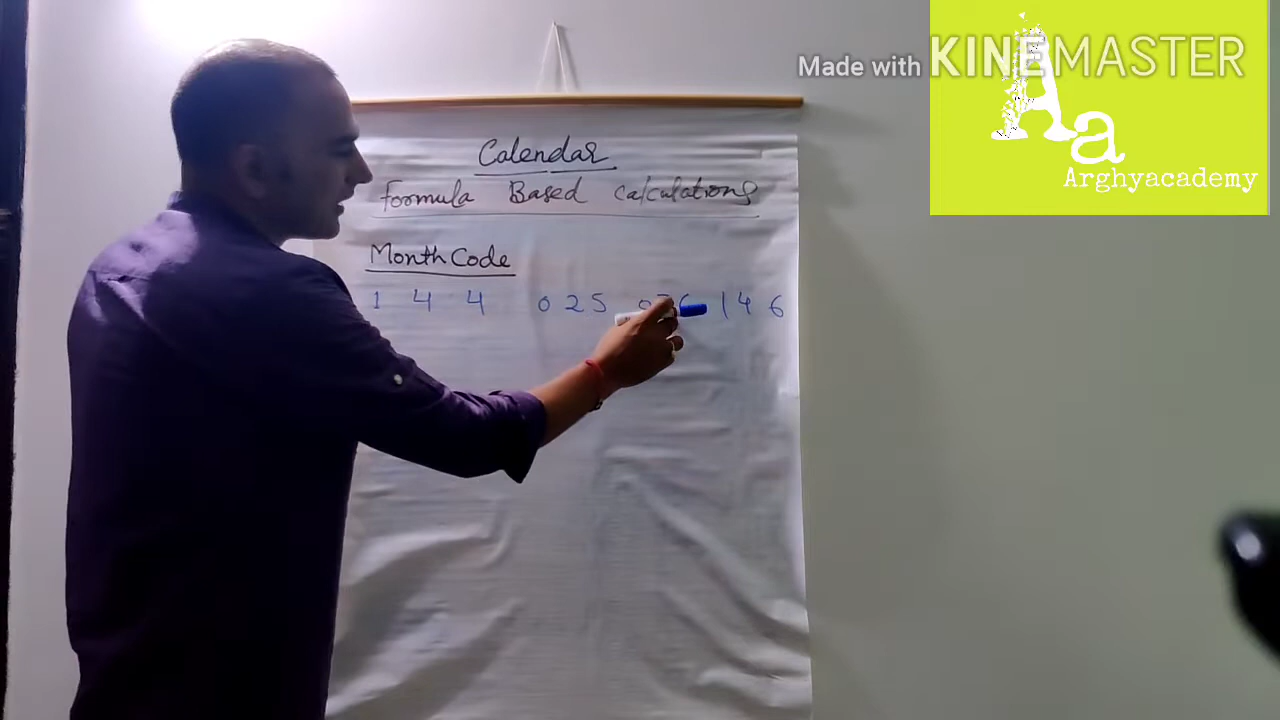 Made with KINEMASTER
Aa
Arghyacademy
Calendar
Formula Based Calculations
Month Code
1 4 4 0 2 5 0 3 6 1 4 6